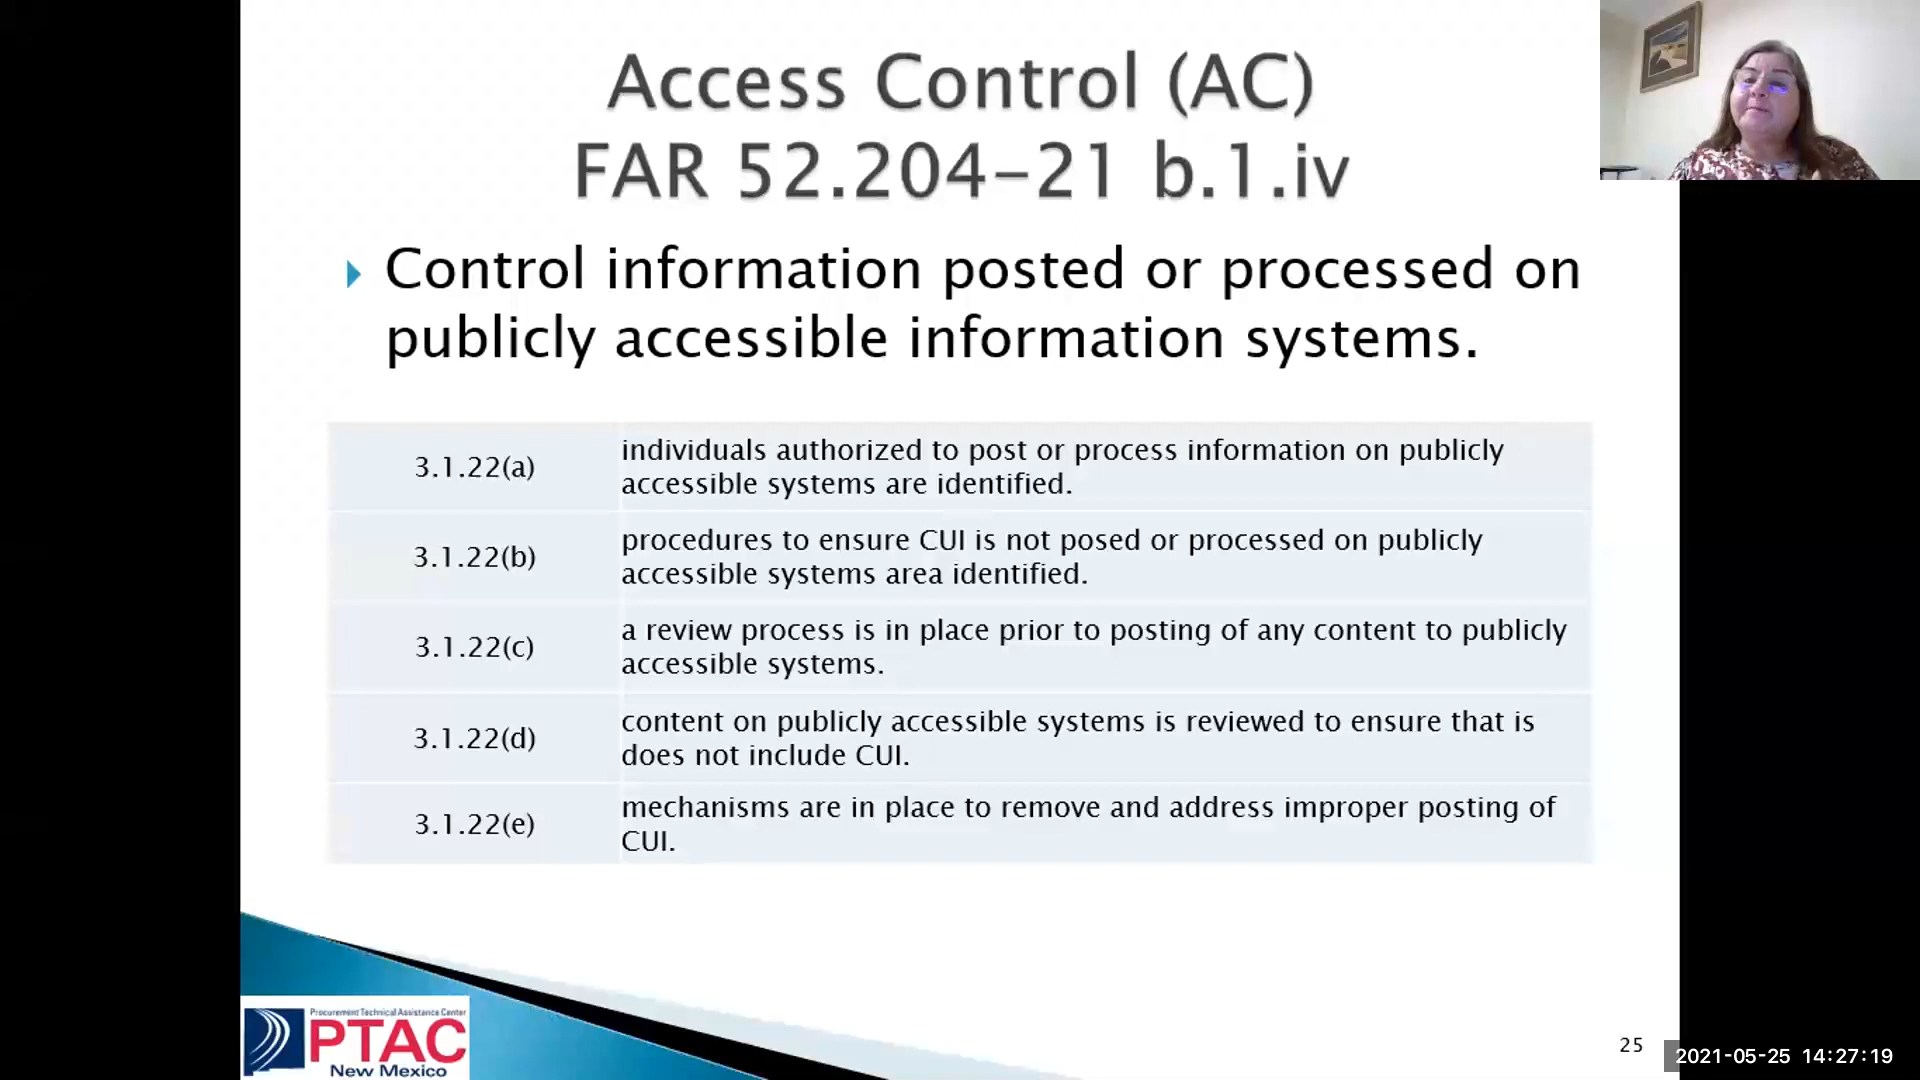 Access Control (AC)
FAR 52.204-21 b.1.iv
Control information posted or processed on
publicly accessible information systems.
3.1.22(a)
individuals authorized to post or process information on publicly
accessible systems are identified.
3.1.22(b)
procedures to ensure CUI is not posed or processed on publicly
accessible systems area identified.
3.1.22(c)
a review process is in place prior to posting of any content to publicly
accessible systems.
3.1.22(d)
content on publicly accessible systems is reviewed to ensure that is
does not include CUI.
3.1.22(e)
mechanisms are in place to remove and address improper posting of
CUI.
Procurement Technical Assistance Center
PTAC
New Mexico
25
2021-05-25 14:27:19